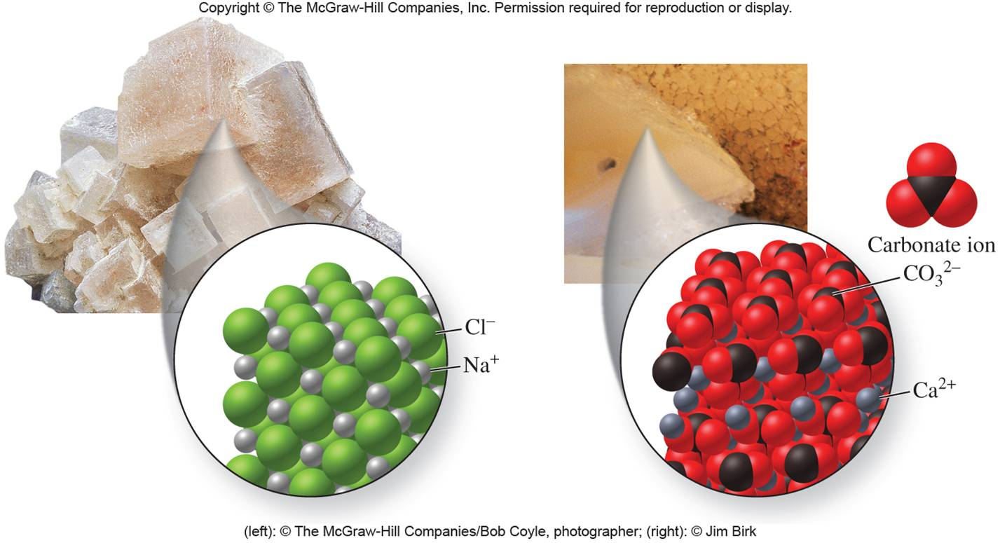 Copyright © The McGraw-Hill Companies, Inc. Permission required for reproduction or display.
Carbonate ion
CO₃²⁻
Cl⁻
Na⁺
Ca²⁺
(left): © The McGraw-Hill Companies/Bob Coyle, photographer; (right): © Jim Birk